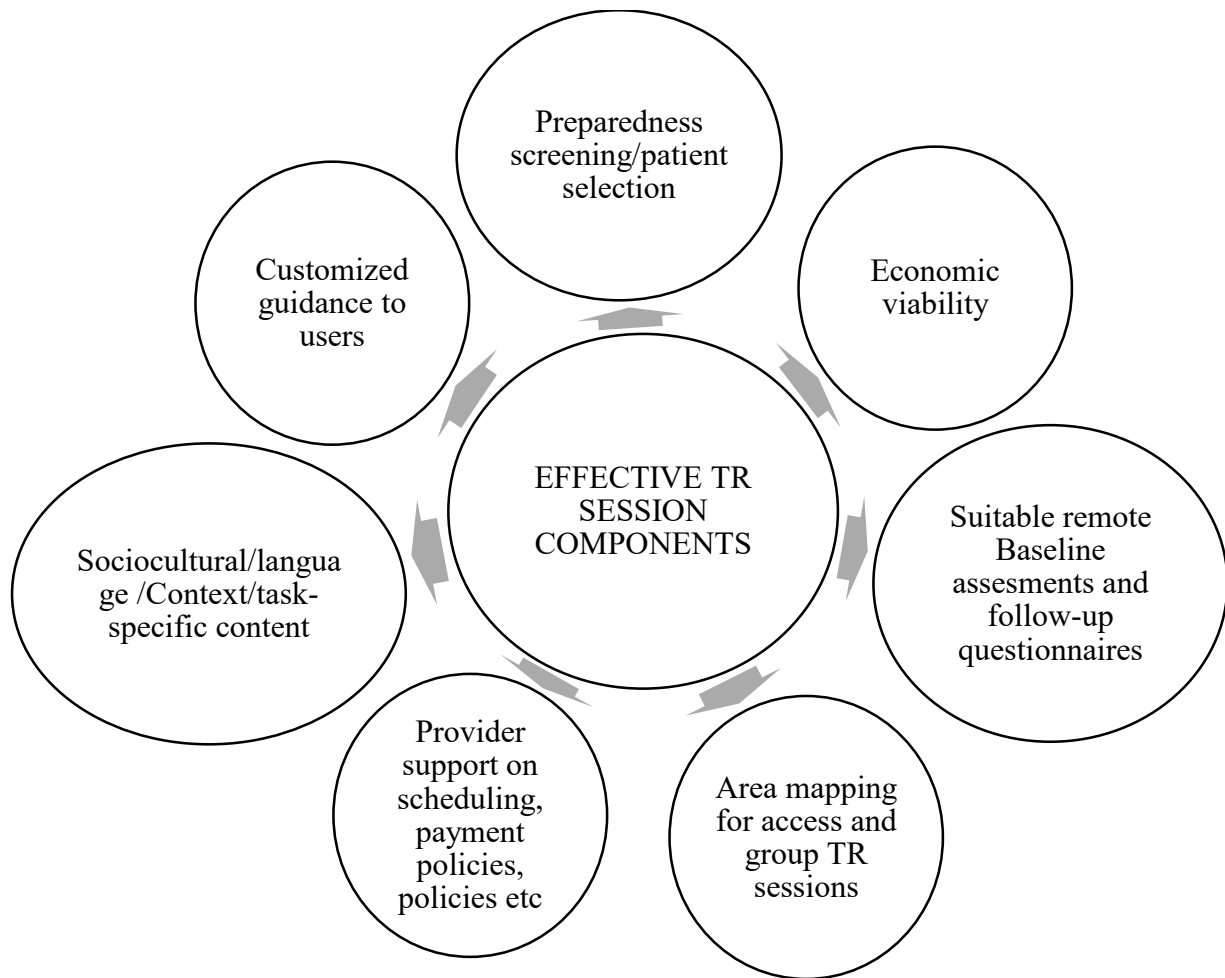 Preparedness
screening/patient
selection
Economic
viability
Suitable remote
Baseline
assesments and
follow-up
questionnaires
Area mapping
for access and
group TR
sessions
Provider
support on
scheduling,
payment
policies,
policies etc
Sociocultural/langua
ge /Context/task-
specific content
Customized
guidance to
users
EFFECTIVE TR
SESSION
COMPONENTS